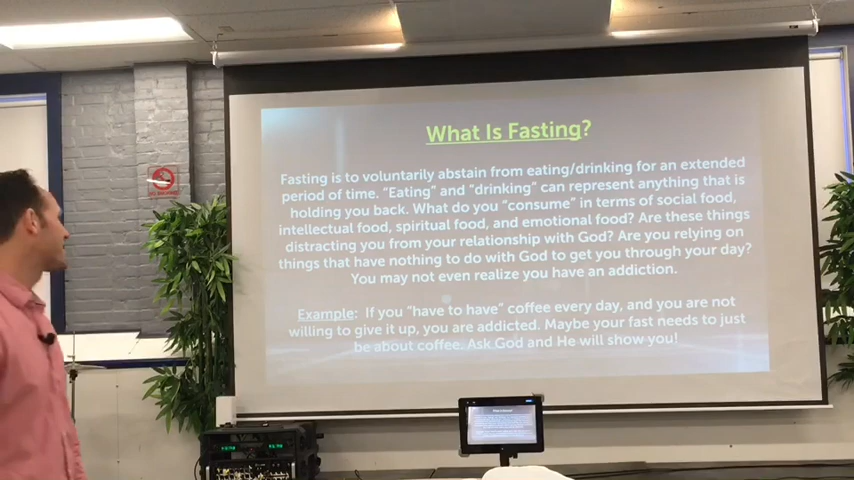 What Is Fasting?
Fasting is to voluntarily abstain from eating/drinking for an extended
period of time. "Eating" and "drinking" can represent anything that is
holding you back. What do you "consume" in terms of social food,
intellectual food, spiritual food, and emotional food? Are these things
distracting you from your relationship with God? Are you relying on
things that have nothing to do with God to get you through your day?
You may not even realize you have an addiction.
Example: If you "have to have" coffee every day, and you are not
willing to give it up, you are addicted. Maybe your fast needs to just
be about coffee. Ask God and He will show you!